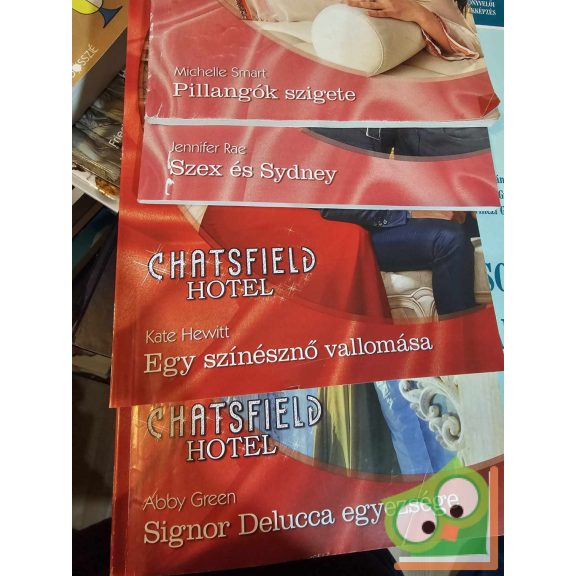 Michelle Smart
Pillangók szigete
Jennifer Rae
Szex és Sydney
CHATSFIELD
HOTEL
Kate Hewitt
Egy színésznő vallomása
CHATSFIELD
HOTEL
Abby Green
Signor Delucca egyezsége